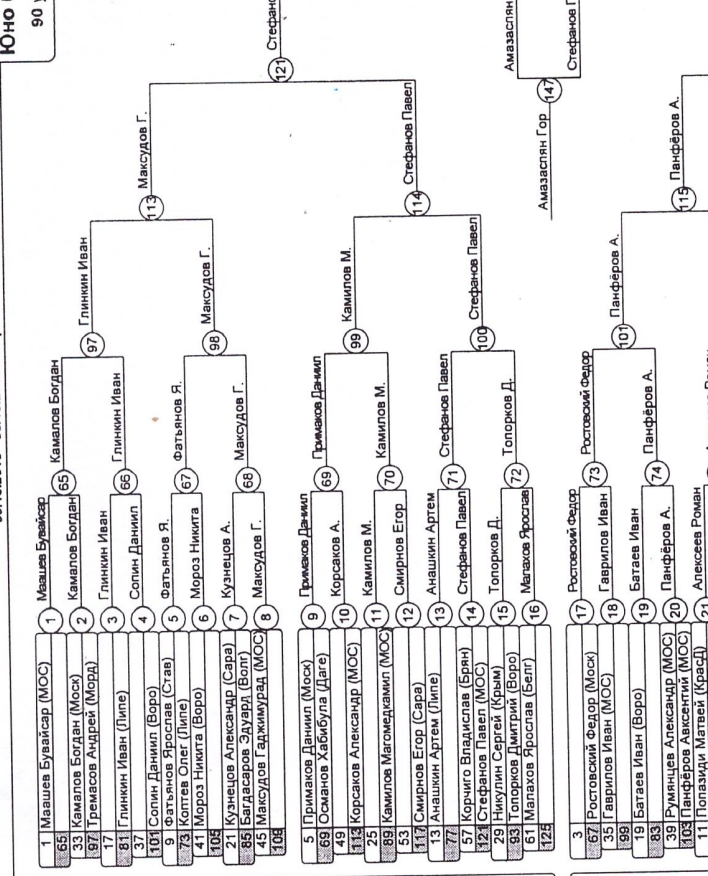 Юно
90
1 Маашев Бувайсар (МОС)
65
33 Камалов Богдан (Моск)
97 Тремасов Андрей (Морд)
17
81 Глинкин Иван (Липе)
37
101 Сопин Даниил (Воро)
9 Фатьянов Ярослав (Став)
73 Коптев Олег (Липе)
41 Мороз Никита (Воро)
105
21 Кузнецов Александр (Сара)
85 Багдасаров Эдуард (Волг)
45 Максудов Гаджимурад (МОС)
109
1 Маашев Бувайсар
2 Камалов Богдан
3 Глинкин Иван
4 Сопин Даниил
5 Фатьянов Я.
6 Мороз Никита
7 Кузнецов А.
8 Максудов Г.
65 Камалов Богдан
66 Глинкин Иван
67 Фатьянов Я.
68 Максудов Г.
97 Глинкин Иван
98 Максудов Г.
113 Максудов Г.
5 Примаков Даниил (Моск)
69 Османов Хабибула (Даге)
49
113 Корсаков Александр (МОС)
25
89 Камилов Магомедкамил (МОС)
53
117 Смирнов Егор (Сара)
13 Анашкин Артем (Липе)
77
57 Корчиго Владислав (Брян)
121 Стефанов Павел (МОС)
29 Никулин Сергей (Крым)
93 Топорков Дмитрий (Воро)
61 Малахов Ярослав (Белг)
125
9 Примаков Даниил
10 Корсаков А.
11 Камилов М.
12 Смирнов Егор
13 Анашкин Артем
14 Стефанов Павел
15 Топорков Д.
16 Малахов Ярослав
69 Примаков Даниил
70 Камилов М.
71 Стефанов Павел
72 Топорков Д.
99 Камилов М.
100 Стефанов Павел
114 Стефанов Павел
121
Амазаспян
Стефанов
147 Амазаспян Гор
3
67 Ростовский Федор (Моск)
35 Гаврилов Иван (МОС)
99
19 Батаев Иван (Воро)
83
39 Румянцев Александр (МОС)
103 Панфёров Авксентий (МОС)
11 Попазиди Матвей (КрасД)
17 Ростовский Федор
18 Гаврилов Иван
19 Батаев Иван
20 Панфёров А.
21 Алексеев Роман
73 Ростовский Федор
74 Панфёров А.
101 Панфёров А.
115 Панфёров А.